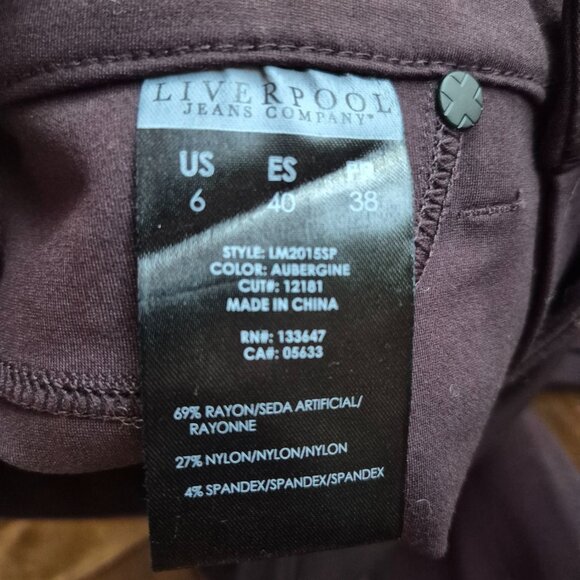 LIVERPOOL
JEANS COMPANY®
US ES FR
6 40 38
STYLE: LM2015SP
COLOR: AUBERGINE
CUT#: 12181
MADE IN CHINA
RN#: 133647
CA#: 05633
69% RAYON/SEDA ARTIFICIAL/
RAYONNE
27% NYLON/NYLON/NYLON
4% SPANDEX/SPANDEX/SPANDEX